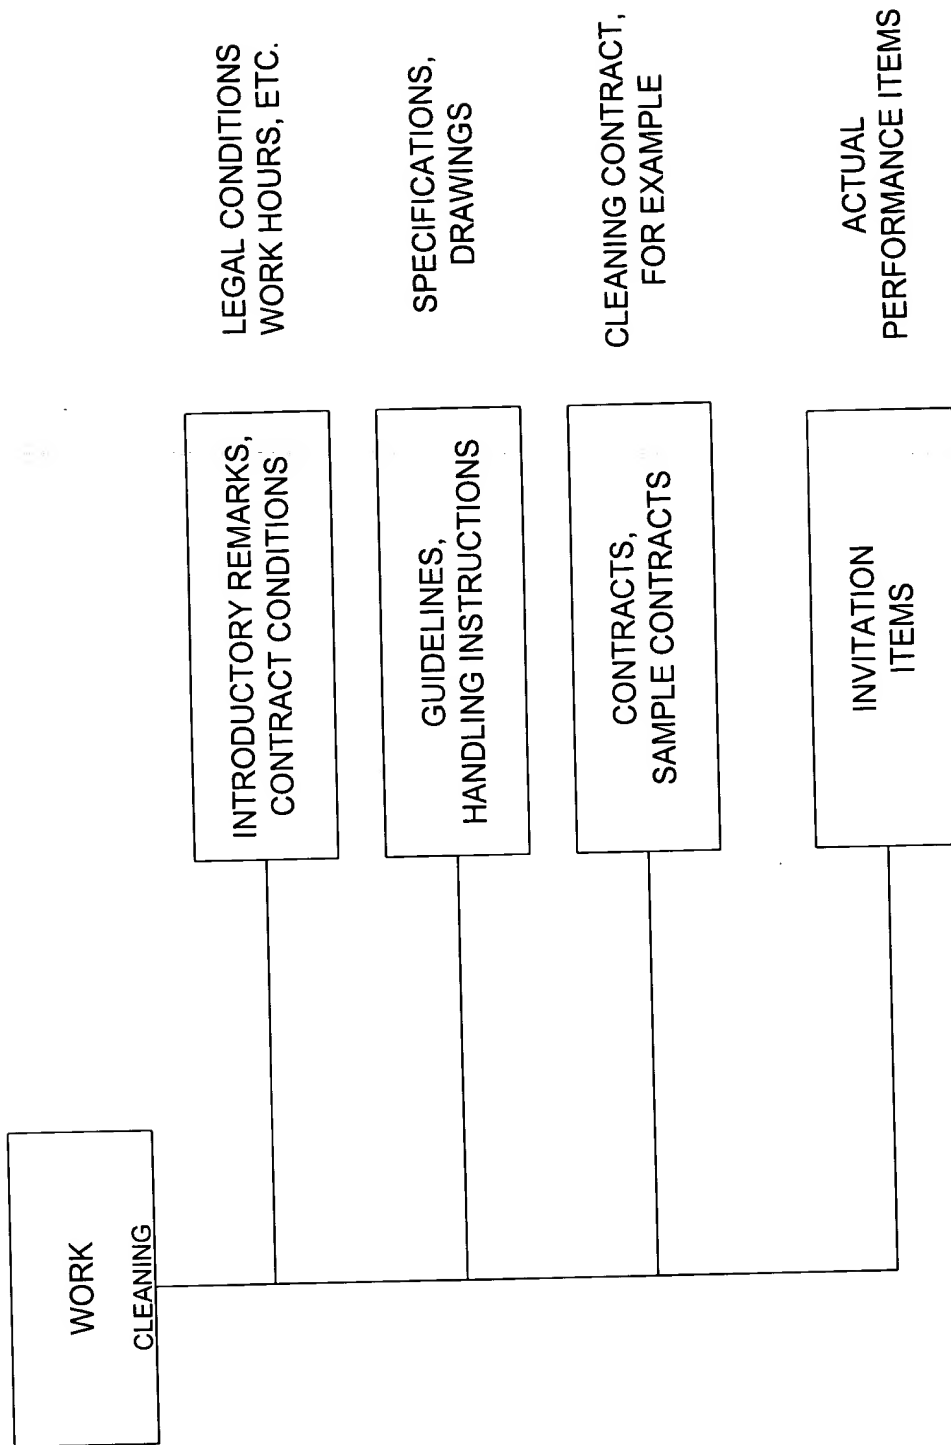 WORK
CLEANING
INTRODUCTORY REMARKS,
CONTRACT CONDITIONS
LEGAL CONDITIONS
WORK HOURS, ETC.
GUIDELINES,
HANDLING INSTRUCTIONS
SPECIFICATIONS,
DRAWINGS
CONTRACTS,
SAMPLE CONTRACTS
CLEANING CONTRACT,
FOR EXAMPLE
INVITATION
ITEMS
ACTUAL
PERFORMANCE ITEMS